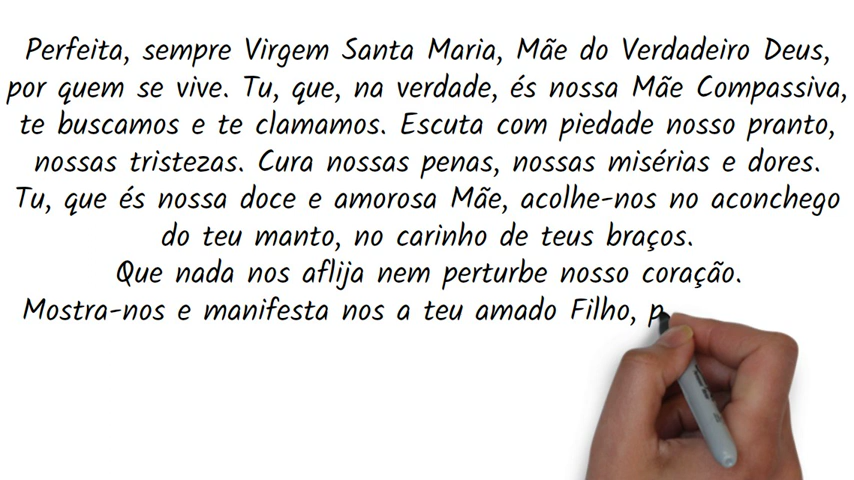 Perfeita, sempre Virgem Santa Maria, Mãe do Verdadeiro Deus,
por quem se vive. Tu, que, na verdade, és nossa Mãe Compassiva,
te buscamos e te clamamos. Escuta com piedade nosso pranto,
nossas tristezas. Cura nossas penas, nossas misérias e dores.
Tu, que és nossa doce e amorosa Mãe, acolhe-nos no aconchego
do teu manto, no carinho de teus braços.
Que nada nos aflija nem perturbe nosso coração.
Mostra-nos e manifesta nos a teu amado Filho, p